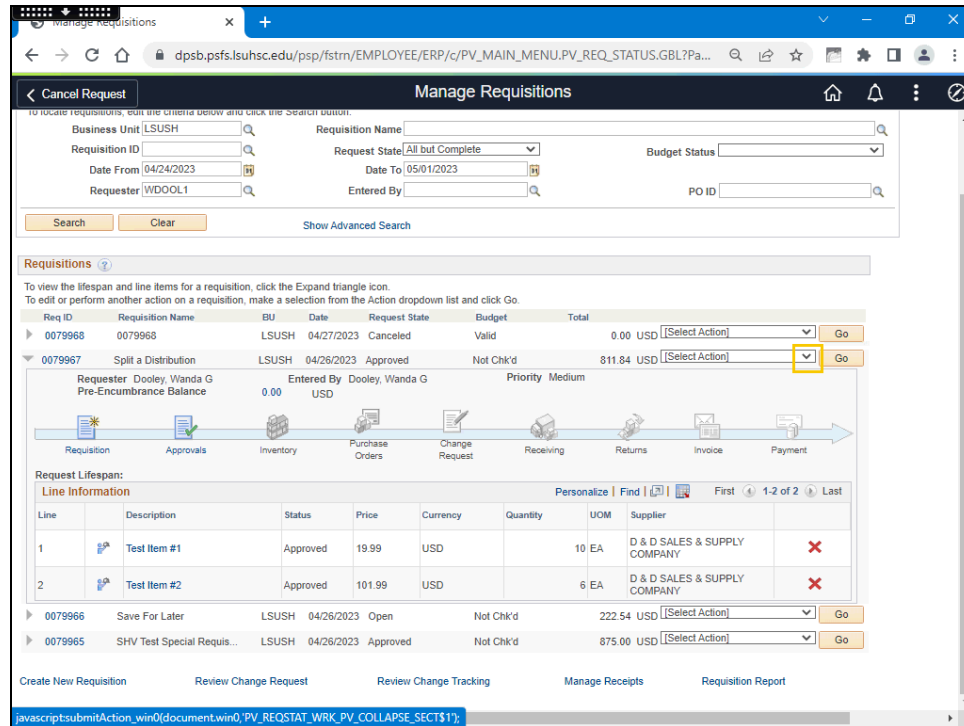 Manage Requisitions
dpsb.psfs.lsuhsc.edu/psp/fstrn/EMPLOYEE/ERP/c/PV_MAIN_MENU.PV_REQ_STATUS.GBL?Pa...
Cancel Request
Manage Requisitions
To locate requisitions, edit the criteria below and click the Search button.
Business Unit LSUSH Requisition Name
Requisition ID Request State All but Complete Budget Status
Date From 04/24/2023 Date To 05/01/2023
Requester WDOOL1 Entered By PO ID
Search Clear Show Advanced Search
Requisitions ?
To view the lifespan and line items for a requisition, click the Expand triangle icon.
To edit or perform another action on a requisition, make a selection from the Action dropdown list and click Go.
Req ID Requisition Name BU Date Request State Budget Total
0079968 0079968 LSUSH 04/27/2023 Canceled Valid 0.00 USD [Select Action] Go
0079967 Split a Distribution LSUSH 04/26/2023 Approved Not Chk'd 811.84 USD [Select Action] Go
Requester Dooley, Wanda G Entered By Dooley, Wanda G Priority Medium
Pre-Encumbrance Balance 0.00 USD
Requisition Approvals Inventory Purchase Orders Change Request Receiving Returns Invoice Payment
Request Lifespan:
Line Information Personalize | Find | First 1-2 of 2 Last
Line Description Status Price Currency Quantity UOM Supplier
1 Test Item #1 Approved 19.99 USD 10 EA D & D SALES & SUPPLY COMPANY
2 Test Item #2 Approved 101.99 USD 6 EA D & D SALES & SUPPLY COMPANY
0079966 Save For Later LSUSH 04/26/2023 Open Not Chk'd 222.54 USD [Select Action] Go
0079965 SHV Test Special Requis... LSUSH 04/26/2023 Approved Not Chk'd 875.00 USD [Select Action] Go
Create New Requisition Review Change Request Review Change Tracking Manage Receipts Requisition Report
javascript:submitAction_win0(document.win0,'PV_REQSTAT_WRK_PV_COLLAPSE_SECT$1');